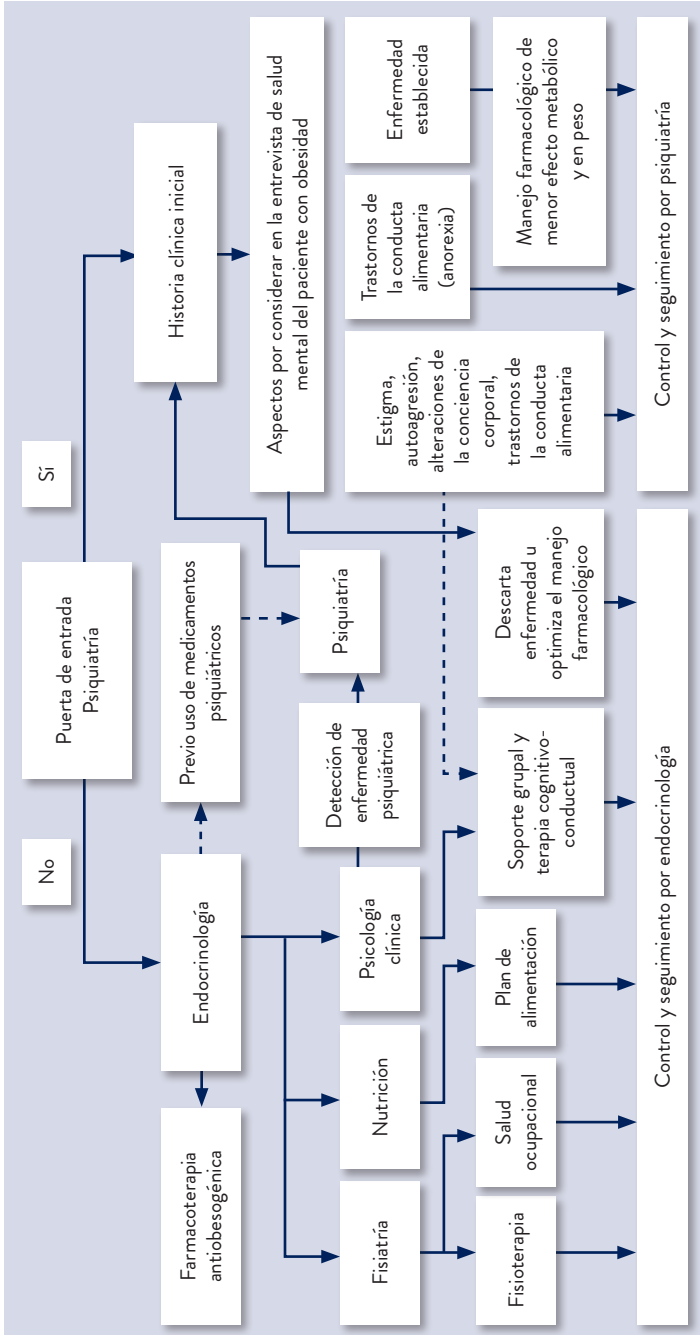 Puerta de entrada
Psiquiatría
No
Sí
Endocrinología
Previo uso de medicamentos
psiquiátricos
Historia clínica inicial
Farmacoterapia
antiobesogénica
Aspectos por considerar en la entrevista de salud
mental del paciente con obesidad
Fisiatría
Nutrición
Psicología
clínica
Detección de
enfermedad
psiquiátrica
Psiquiatría
Estigma,
autoagresión,
alteraciones de
la conciencia
corporal,
trastornos de
la conducta
alimentaria
Trastornos de
la conducta
alimentaria
(anorexia)
Enfermedad
establecida
Fisioterapia
Salud
ocupacional
Plan de
alimentación
Soporte grupal y
terapia cognitivo-
conductual
Descarta
enfermedad u
optimiza el manejo
farmacológico
Manejo farmacológico de
menor efecto metabólico
y en peso
Control y seguimiento por endocrinología
Control y seguimiento por psiquiatría